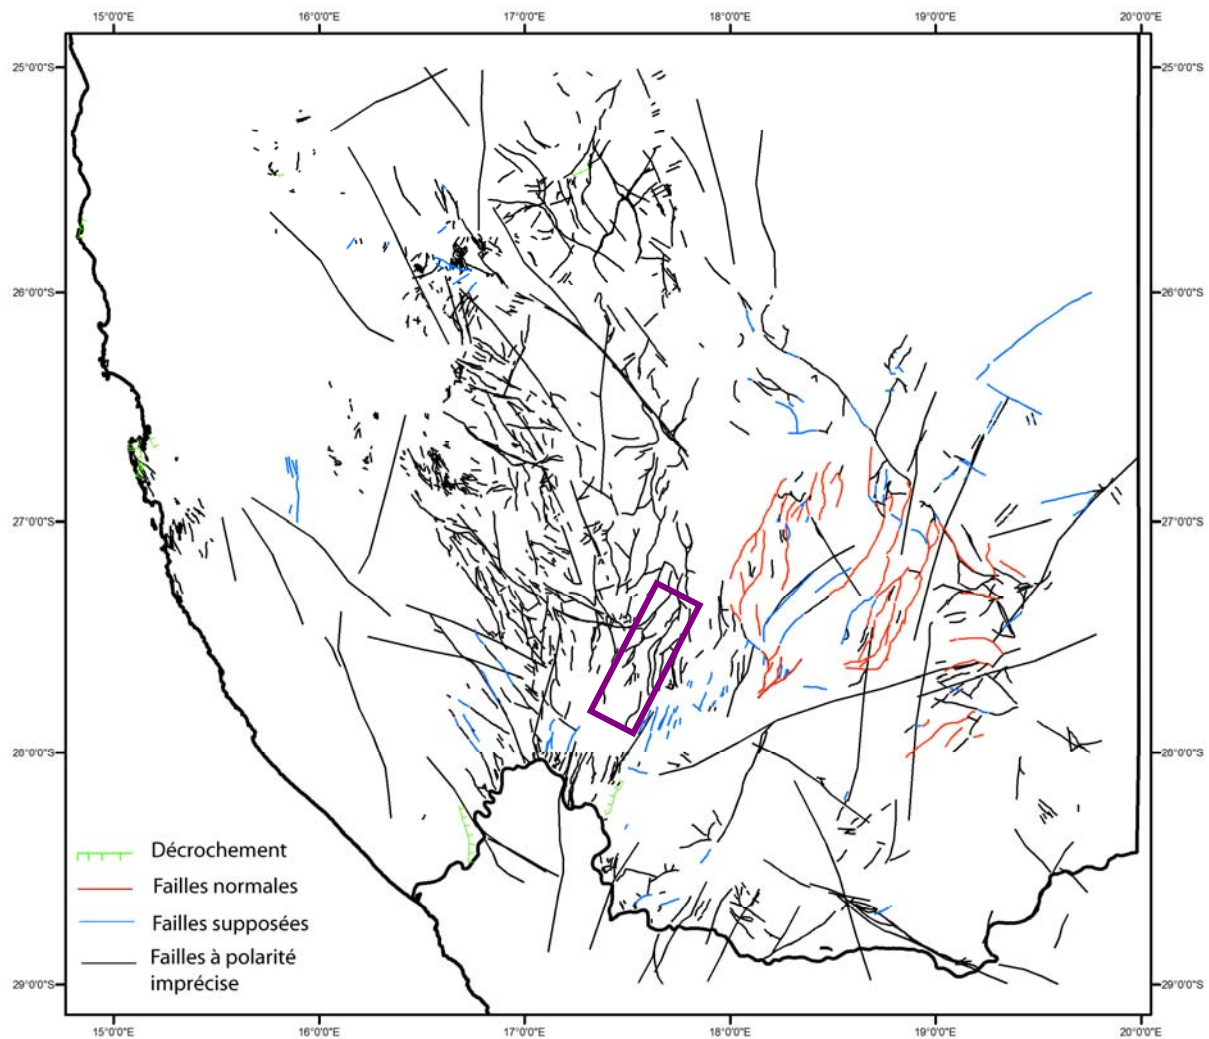 15°0'0"E 16°0'0"E 17°0'0"E 18°0'0"E 19°0'0"E 20°0'0"E
25°0'0"S 25°0'0"S
26°0'0"S 26°0'0"S
27°0'0"S 27°0'0"S
20°0'0"S 20°0'0"S
Décrochement
Failles normales
Failles supposées
Failles à polarité
imprécise
29°0'0"S 29°0'0"S
15°0'0"E 16°0'0"E 17°0'0"E 18°0'0"E 19°0'0"E 20°0'0"E